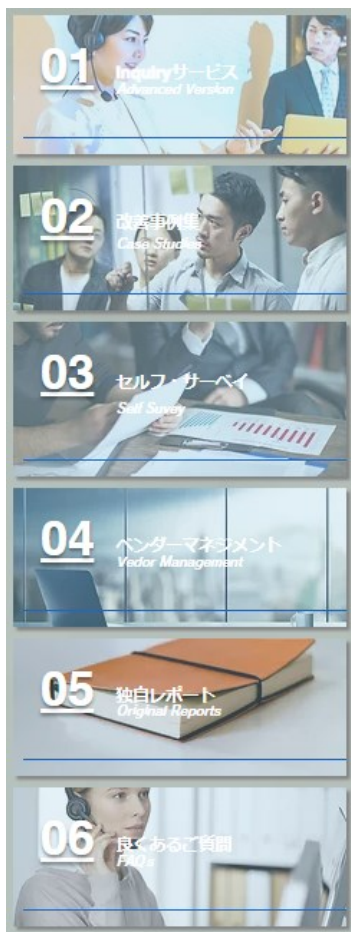 01
Inquiryサービス
Advanced Version
02
改善事例集
Case Studies
03
セルフ・サーベイ
Self Suvey
04
ベンダーマネジメント
Vedor Management
05
独自レポート
Original Reports
06
良くあるご質問
FAQs